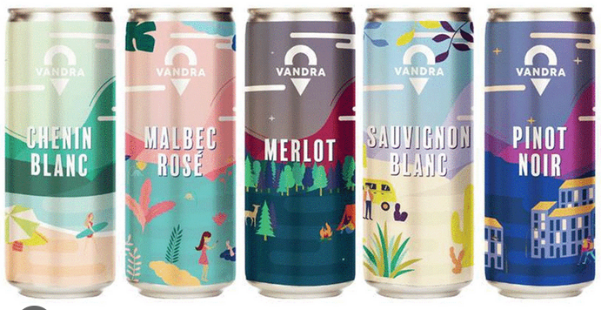 VANDRA
CHENIN
BLANC
VANDRA
MALBEC
ROSÉ
VANDRA
MERLOT
VANDRA
SAUVIGNON
BLANC
VANDRA
PINOT
NOIR